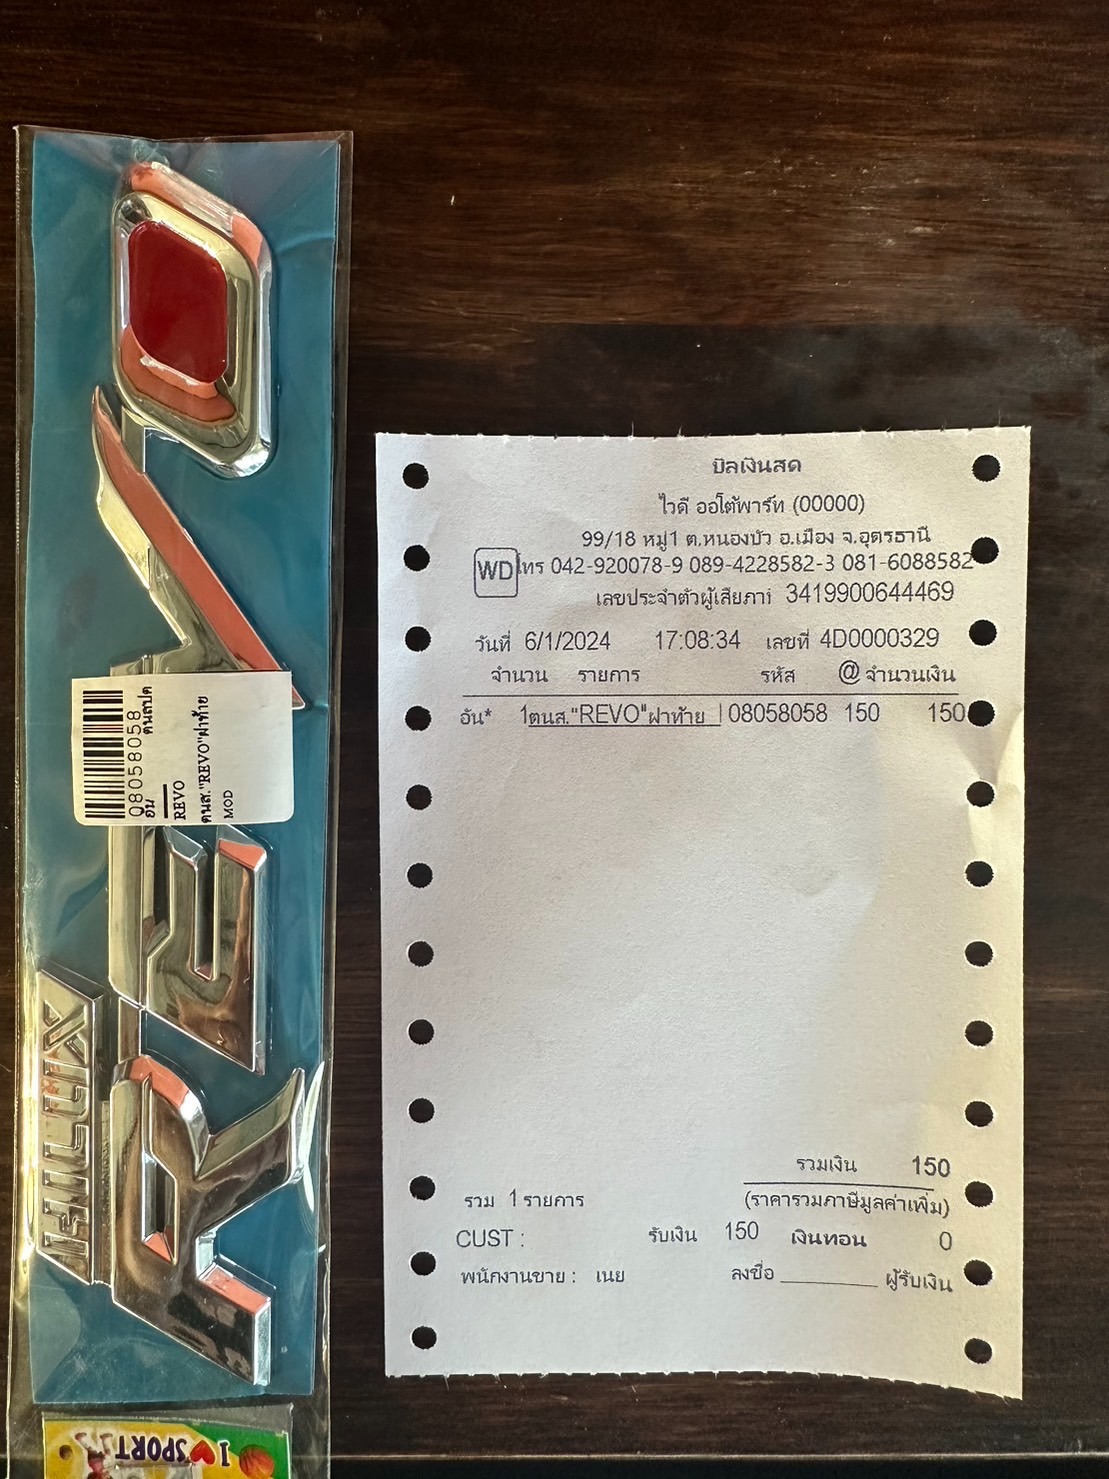 REVO
HILUX
08058058
ตนสปด
อัน
REVO
ตนส."REVO"ฝาท้าย
MOD
I SPORT
บิลเงินสด
ไวดี ออโต้พาร์ท (00000)
99/18 หมู่1 ต.หนองบัว อ.เมือง จ.อุดรธานี
WD โทร 042-920078-9 089-4228582-3 081-6088582
เลขประจำตัวผู้เสียภาษี 3419900644469
วันที่ 6/1/2024 17:08:34 เลขที่ 4D0000329
จำนวน รายการ รหัส @ จำนวนเงิน
อัน* 1ตนส."REVO"ฝาท้าย 08058058 150 150
รวมเงิน 150
รวม 1 รายการ (ราคารวมภาษีมูลค่าเพิ่ม)
CUST : รับเงิน 150 เงินทอน 0
พนักงานขาย : เนย ลงชื่อ ________ ผู้รับเงิน